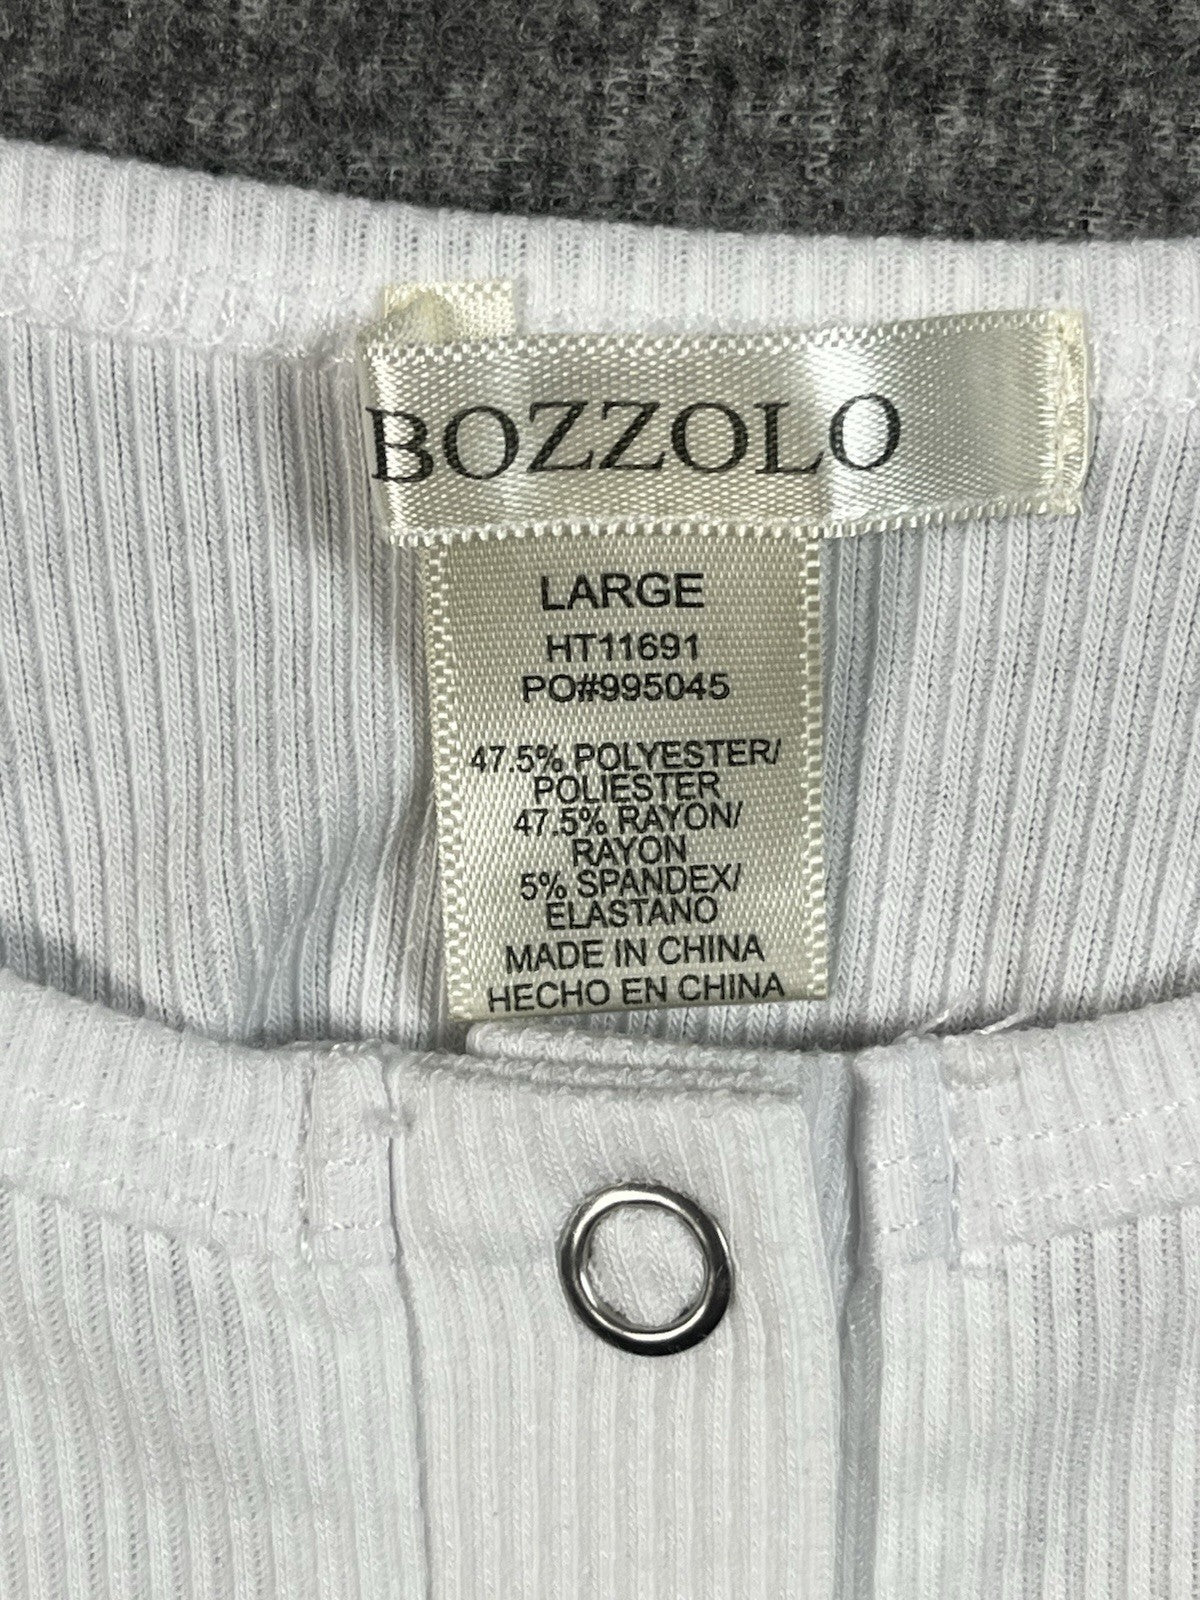 BOZZOLO
LARGE
HT11691
PO#995045
47.5% POLYESTER/
POLIESTER
47.5% RAYON/
RAYON
5% SPANDEX/
ELASTANO
MADE IN CHINA
HECHO EN CHINA